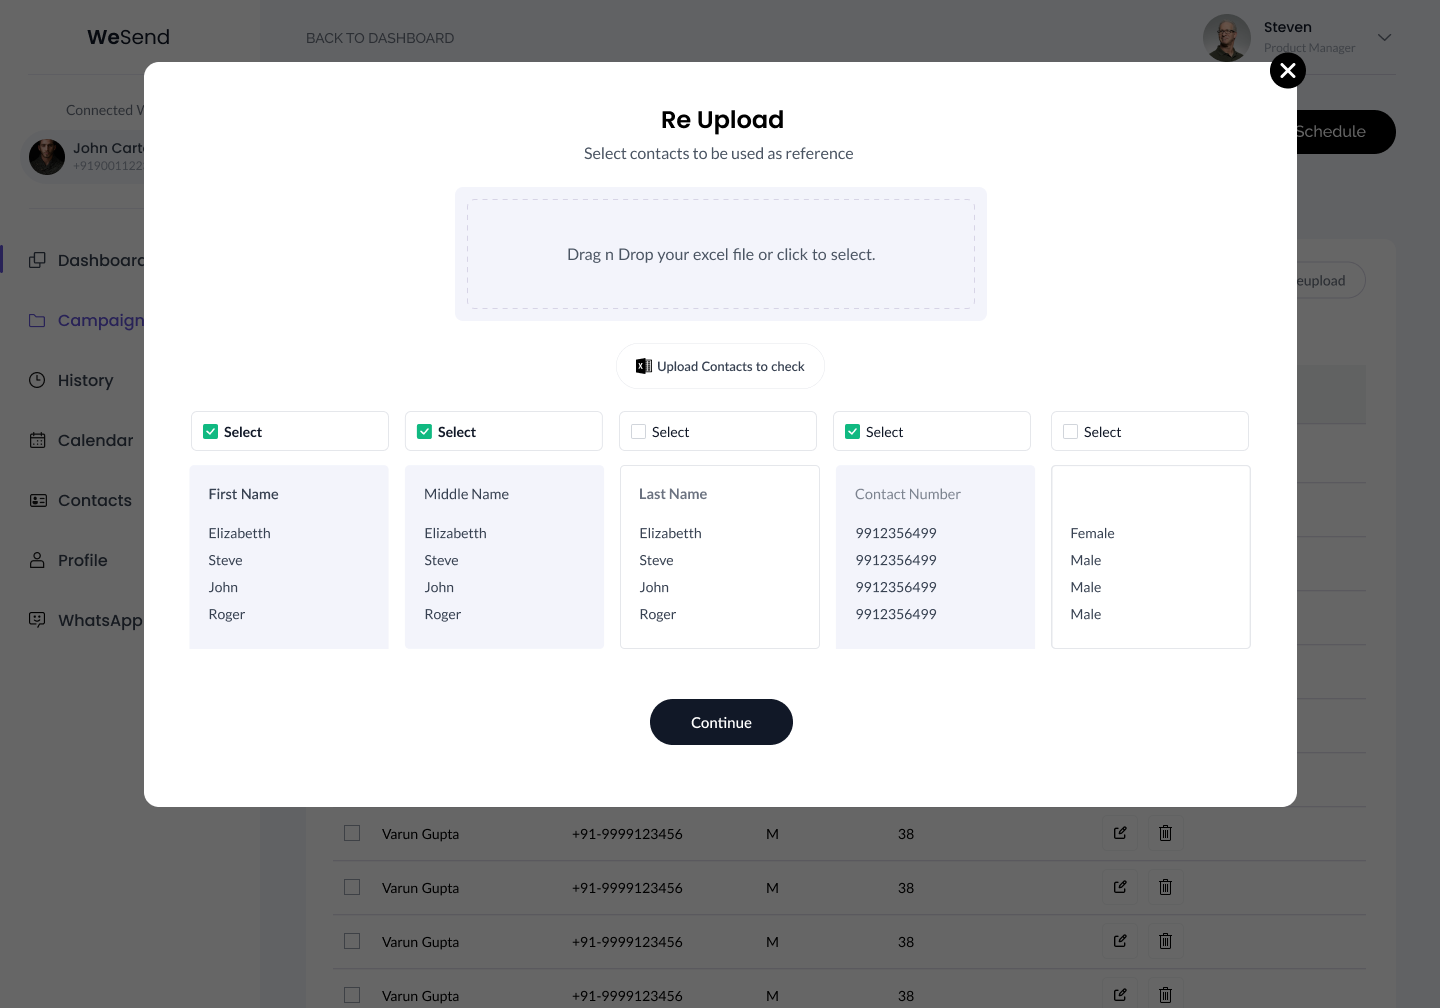 WeSend
BACK TO DASHBOARD
Steven
Product Manager
Connected
John Cart
+919001122
Schedule
Dashboard
Campaign
History
Calendar
Contacts
Profile
WhatsApp
eupload
Re Upload
Select contacts to be used as reference
Drag n Drop your excel file or click to select.
Upload Contacts to check
Select Select Select Select Select
First Name Middle Name Last Name Contact Number
Elizabetth Elizabetth Elizabetth 9912356499 Female
Steve Steve Steve 9912356499 Male
John John John 9912356499 Male
Roger Roger Roger 9912356499 Male
Continue
Varun Gupta +91-9999123456 M 38
Varun Gupta +91-9999123456 M 38
Varun Gupta +91-9999123456 M 38
Varun Gupta +91-9999123456 M 38